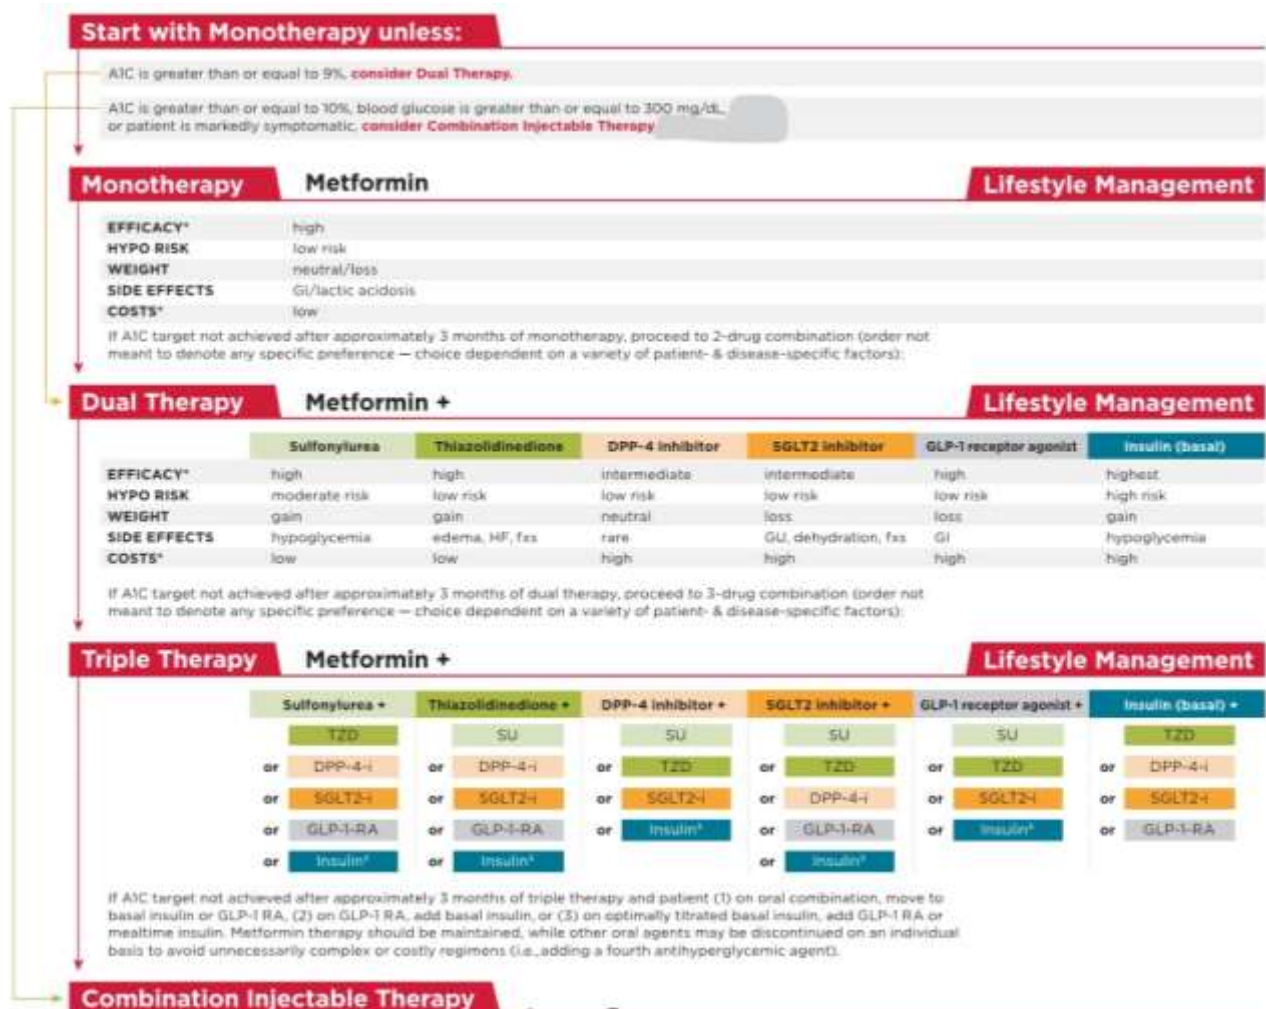 Start with Monotherapy unless:
A1C is greater than or equal to 9%, consider Dual Therapy.
A1C is greater than or equal to 10%, blood glucose is greater than or equal to 300 mg/dL,
or patient is markedly symptomatic, consider Combination Injectable Therapy
Monotherapy Metformin Lifestyle Management
EFFICACY* high
HYPO RISK low risk
WEIGHT neutral/loss
SIDE EFFECTS GI/lactic acidosis
COSTS* low
If A1C target not achieved after approximately 3 months of monotherapy, proceed to 2-drug combination (order not
meant to denote any specific preference — choice dependent on a variety of patient- & disease-specific factors):
Dual Therapy Metformin + Lifestyle Management
Sulfonylurea Thiazolidinedione DPP-4 inhibitor SGLT2 inhibitor GLP-1 receptor agonist Insulin (basal)
EFFICACY* high high intermediate intermediate high highest
HYPO RISK moderate risk low risk low risk low risk low risk high risk
WEIGHT gain gain neutral loss loss gain
SIDE EFFECTS hypoglycemia edema, HF, fxs rare GU, dehydration, fxs GI hypoglycemia
COSTS* low low high high high high
If A1C target not achieved after approximately 3 months of dual therapy, proceed to 3-drug combination (order not
meant to denote any specific preference — choice dependent on a variety of patient- & disease-specific factors):
Triple Therapy Metformin + Lifestyle Management
Sulfonylurea + Thiazolidinedione + DPP-4 inhibitor + SGLT2 inhibitor + GLP-1 receptor agonist + Insulin (basal) +
TZD SU SU SU SU TZD
or DPP-4-i or DPP-4-i or TZD or TZD or TZD or DPP-4-i
or SGLT2-i or SGLT2-i or SGLT2-i or DPP-4-i or SGLT2-i or SGLT2-i
or GLP-1-RA or GLP-1-RA or Insulin⁺ or GLP-1-RA or Insulin⁺ or GLP-1-RA
or Insulin⁺ or Insulin⁺ or Insulin⁺
If A1C target not achieved after approximately 3 months of triple therapy and patient (1) on oral combination, move to
basal insulin or GLP-1 RA, (2) on GLP-1 RA, add basal insulin, or (3) on optimally titrated basal insulin, add GLP-1 RA or
mealtime insulin. Metformin therapy should be maintained, while other oral agents may be discontinued on an individual
basis to avoid unnecessarily complex or costly regimens (i.e., adding a fourth antihyperglycemic agent).
Combination Injectable Therapy